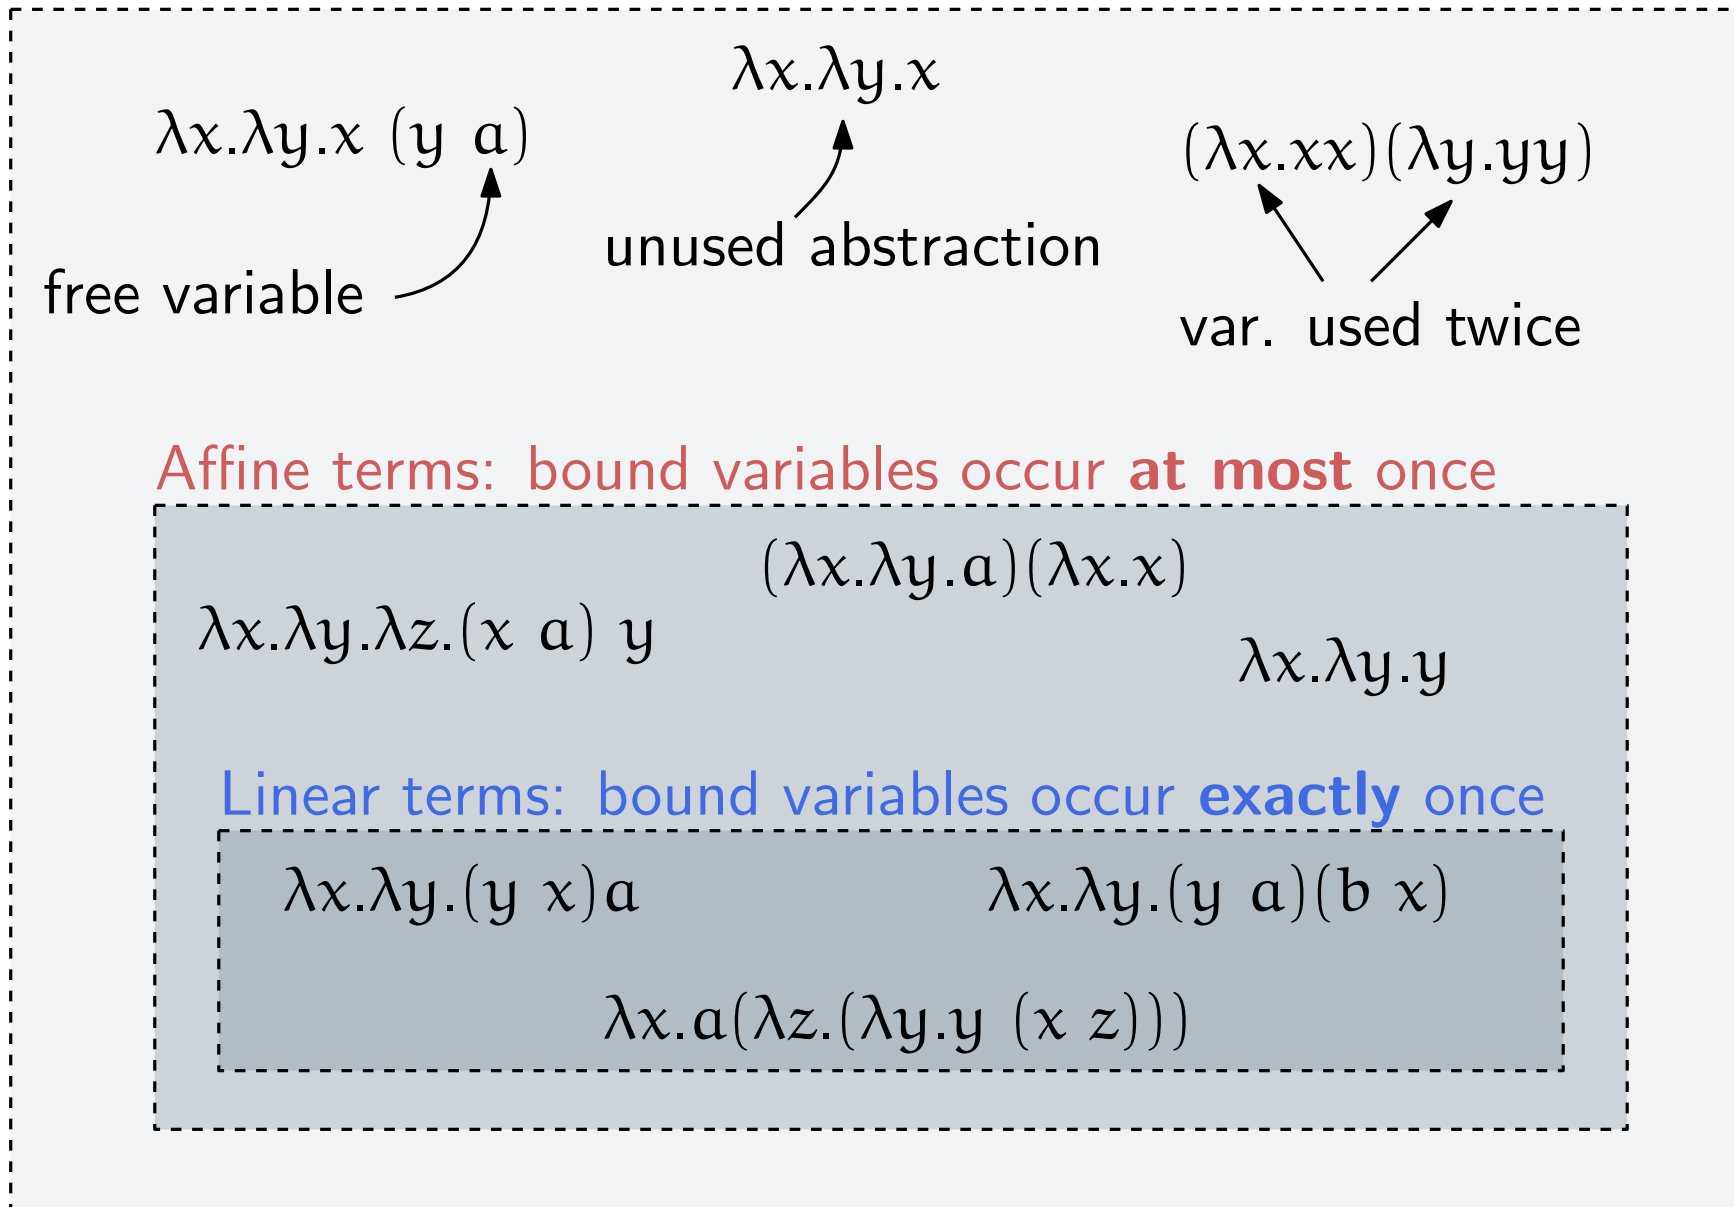 λx.λy.x
λx.λy.x (y a)
(λx.xx)(λy.yy)
unused abstraction
free variable
var. used twice
Affine terms: bound variables occur at most once
(λx.λy.a)(λx.x)
λx.λy.λz.(x a) y
λx.λy.y
Linear terms: bound variables occur exactly once
λx.λy.(y x)a
λx.λy.(y a)(b x)
λx.a(λz.(λy.y (x z)))